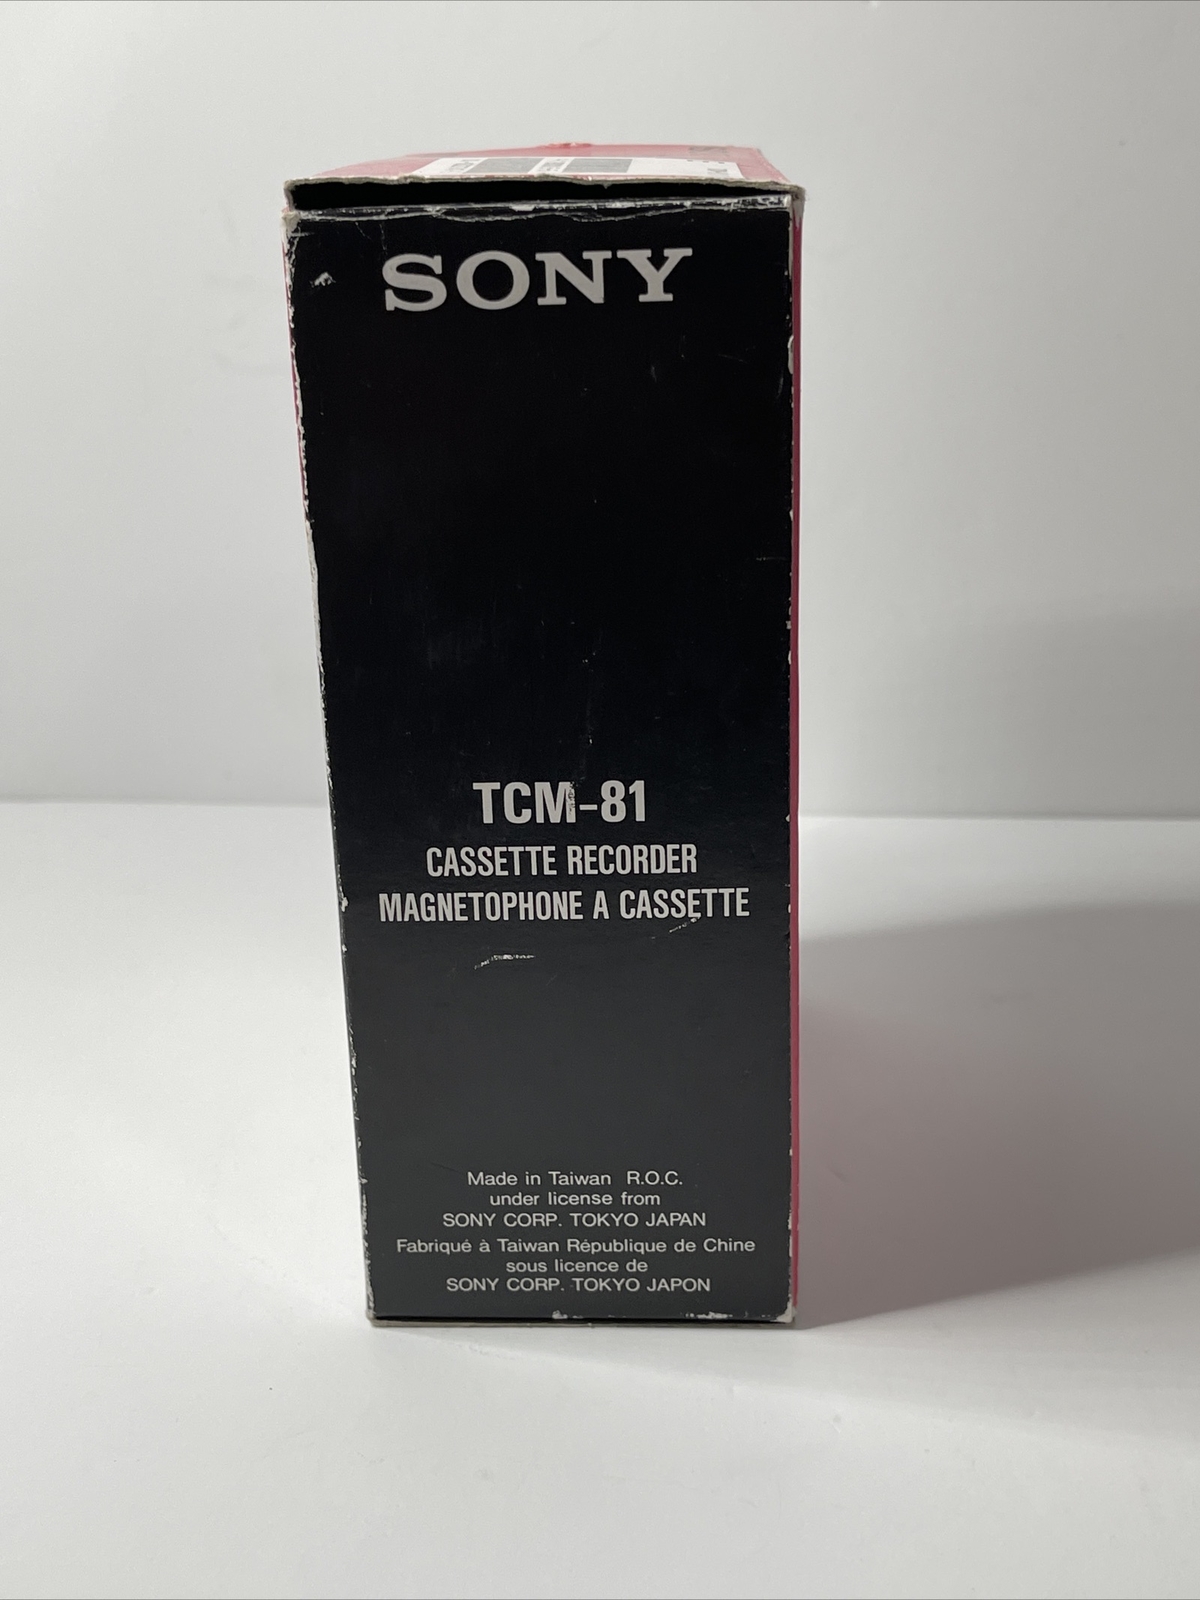 SONY
TCM-81
CASSETTE RECORDER
MAGNETOPHONE A CASSETTE
Made in Taiwan R.O.C.
under license from
SONY CORP. TOKYO JAPAN
Fabriqué à Taiwan République de Chine
sous licence de
SONY CORP. TOKYO JAPON